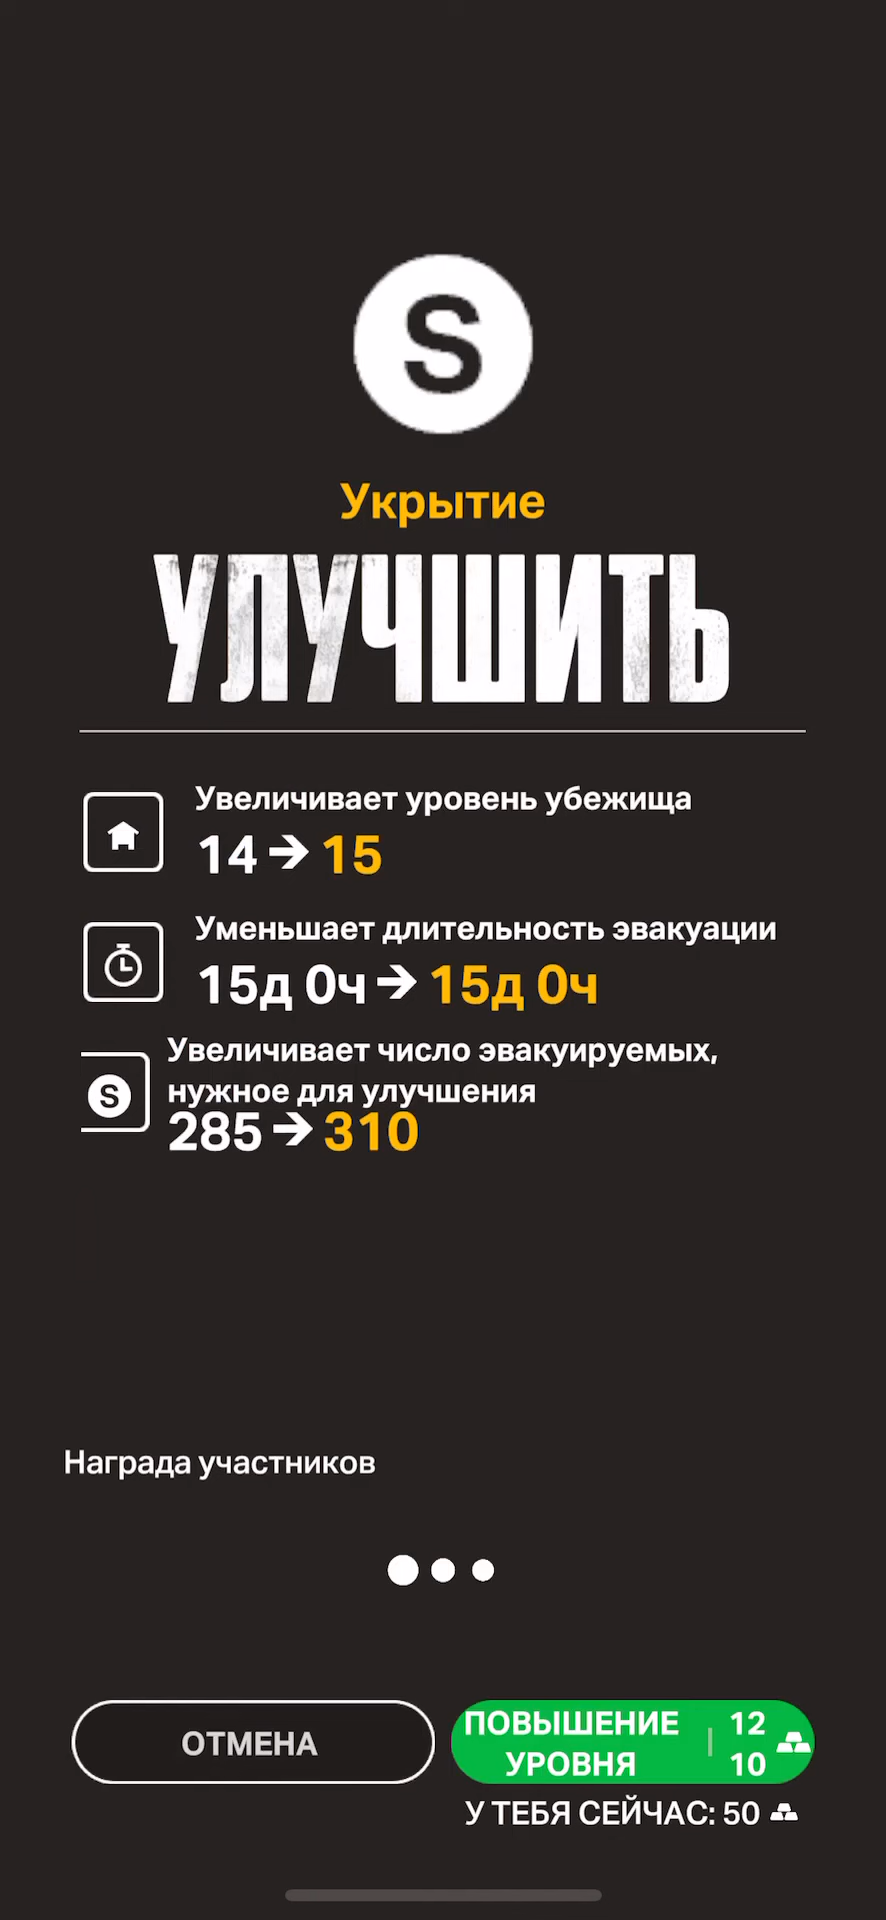 S
Укрытие
УЛУЧШИТЬ
Увеличивает уровень убежища
14 → 15
Уменьшает длительность эвакуации
15д 0ч → 15д 0ч
S
Увеличивает число эвакуируемых,
нужное для улучшения
285 → 310
Награда участников
ОТМЕНА
ПОВЫШЕНИЕ
УРОВНЯ
12
10
У ТЕБЯ СЕЙЧАС: 50